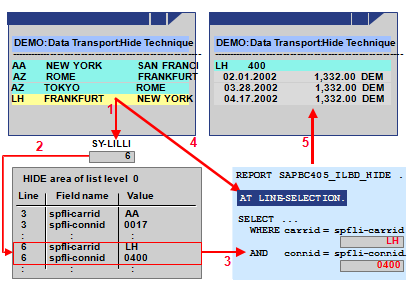 DEMO:Data Transport:Hide Technique
AA NEW YORK SAN FRANCI
AZ ROME FRANKFURT
AZ TOKYO ROME
LH FRANKFURT NEW YORK
DEMO:Data Transport:Hide Technique
LH 400
02.01.2002 1,332.00 DEM
03.28.2002 1,332.00 DEM
04.17.2002 1,332.00 DEM
1
2
SY-LILLI
6
4
5
HIDE area of list level 0
Line Field name Value
3 spfli-carrid AA
3 spfli-connid 0017
: : :
6 spfli-carrid LH
6 spfli-connid 0400
: : :
3
REPORT SAPBC405_ILBD_HIDE .
AT LINE-SELECTION.
SELECT ...
WHERE carrid = spfli-carrid
LH
AND connid = spfli-
0400